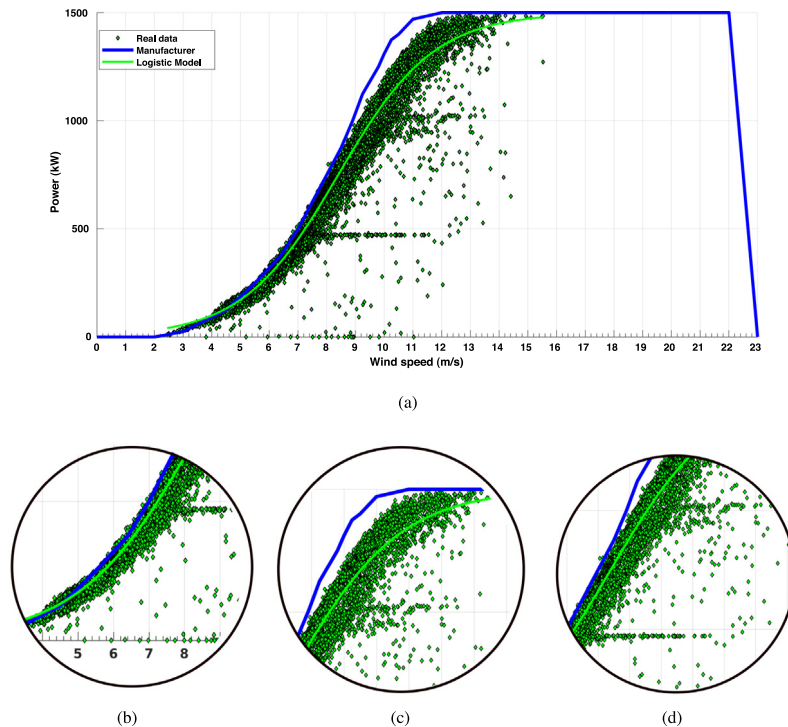 1500
Real data
Manufacturer
Logistic Model
1000
Power (kW)
500
0
0 1 2 3 4 5 6 7 8 9 10 11 12 13 14 15 16 17 18 19 20 21 22 23
Wind speed (m/s)
(a)
5 6 7 8
(b) (c) (d)